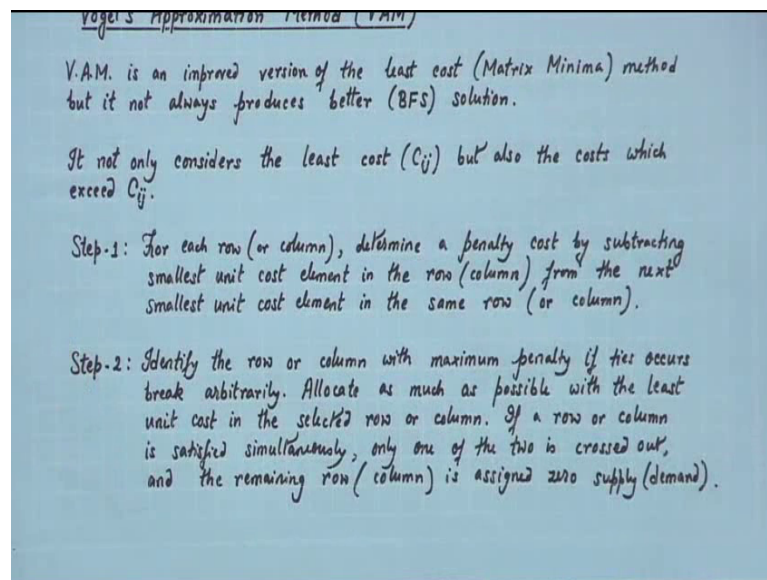 Vogel's Approximation Method (VAM)
V.A.M. is an improved version of the least cost (Matrix Minima) method
but it not always produces better (BFS) solution.
It not only considers the least cost (Cij) but also the costs which
exceed Cij.
Step-1: For each row (or column), determine a penalty cost by subtracting
smallest unit cost element in the row (column) from the next
smallest unit cost element in the same row (or column).
Step-2: Identify the row or column with maximum penalty if ties occurs
break arbitrarily. Allocate as much as possible with the least
unit cost in the selected row or column. If a row or column
is satisfied simultaneously, only one of the two is crossed out,
and the remaining row (column) is assigned zero supply (demand).